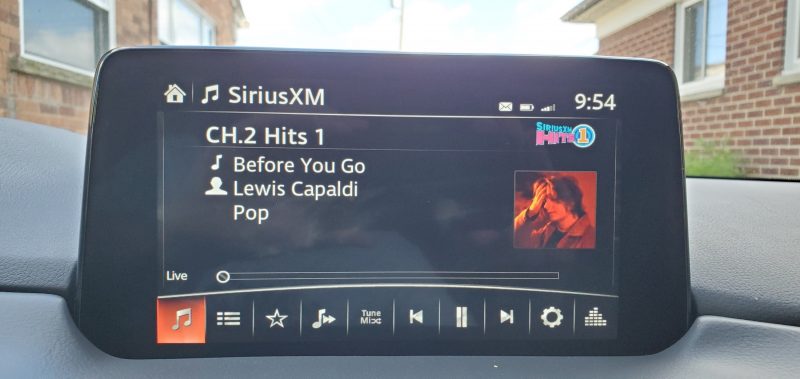 SiriusXM
9:54
CH.2 Hits 1
SiriusXM
Hits 1
Before You Go
Lewis Capaldi
Pop
Live
Tune
Mix